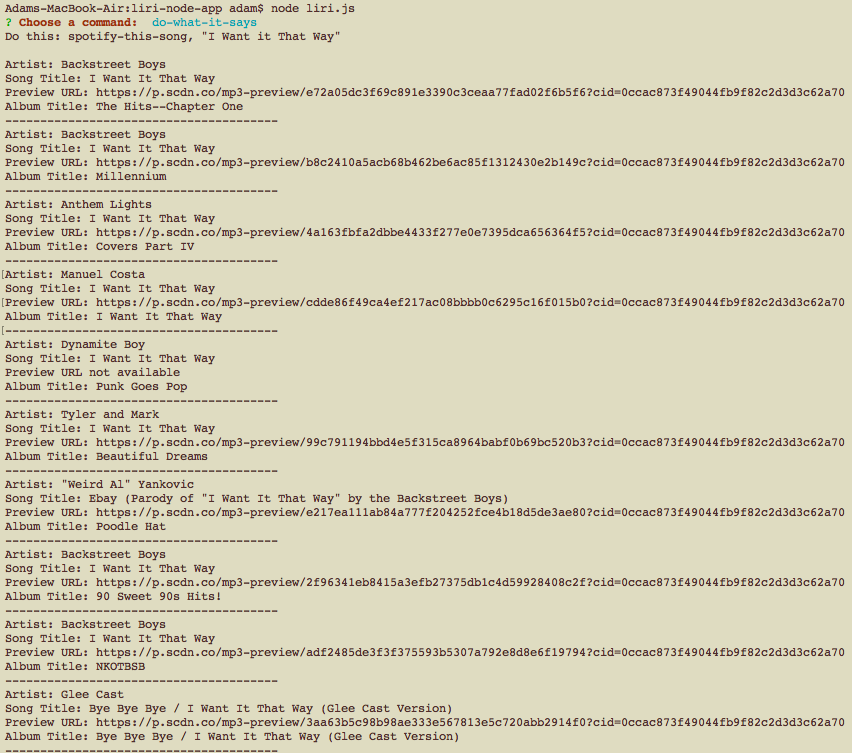 Adams-MacBook-Air:liri-node-app adam$ node liri.js
? Choose a command:  do-what-it-says
Do this: spotify-this-song, "I Want it That Way"

Artist: Backstreet Boys
Song Title: I Want It That Way
Preview URL: https://p.scdn.co/mp3-preview/e72a05dc3f69c891e3390c3ceaa77fad02f6b5f6?cid=0ccac873f49044fb9f82c2d3d3c62a70
Album Title: The Hits--Chapter One
---------------------------------------
Artist: Backstreet Boys
Song Title: I Want It That Way
Preview URL: https://p.scdn.co/mp3-preview/b8c2410a5acb68b462be6ac85f1312430e2b149c?cid=0ccac873f49044fb9f82c2d3d3c62a70
Album Title: Millennium
---------------------------------------
Artist: Anthem Lights
Song Title: I Want It That Way
Preview URL: https://p.scdn.co/mp3-preview/4a163fbfa2dbbe4433f277e0e7395dca656364f5?cid=0ccac873f49044fb9f82c2d3d3c62a70
Album Title: Covers Part IV
---------------------------------------
[Artist: Manuel Costa
Song Title: I Want It That Way
[Preview URL: https://p.scdn.co/mp3-preview/cdde86f49ca4ef217ac08bbbb0c6295c16f015b0?cid=0ccac873f49044fb9f82c2d3d3c62a70
Album Title: I Want It That Way
[---------------------------------------
Artist: Dynamite Boy
Song Title: I Want It That Way
Preview URL not available
Album Title: Punk Goes Pop
---------------------------------------
Artist: Tyler and Mark
Song Title: I Want It That Way
Preview URL: https://p.scdn.co/mp3-preview/99c791194bbd4e5f315ca8964babf0b69bc520b3?cid=0ccac873f49044fb9f82c2d3d3c62a70
Album Title: Beautiful Dreams
---------------------------------------
Artist: "Weird Al" Yankovic
Song Title: Ebay (Parody of "I Want It That Way" by the Backstreet Boys)
Preview URL: https://p.scdn.co/mp3-preview/e217ea111ab84a777f204252fce4b18d5de3ae80?cid=0ccac873f49044fb9f82c2d3d3c62a70
Album Title: Poodle Hat
---------------------------------------
Artist: Backstreet Boys
Song Title: I Want It That Way
Preview URL: https://p.scdn.co/mp3-preview/2f96341eb8415a3efb27375db1c4d59928408c2f?cid=0ccac873f49044fb9f82c2d3d3c62a70
Album Title: 90 Sweet 90s Hits!
---------------------------------------
Artist: Backstreet Boys
Song Title: I Want It That Way
Preview URL: https://p.scdn.co/mp3-preview/adf2485de3f3f375593b5307a792e8d8e6f19794?cid=0ccac873f49044fb9f82c2d3d3c62a70
Album Title: NKOTBSB
---------------------------------------
Artist: Glee Cast
Song Title: Bye Bye Bye / I Want It That Way (Glee Cast Version)
Preview URL: https://p.scdn.co/mp3-preview/3aa63b5c98b98ae333e567813e5c720abb2914f0?cid=0ccac873f49044fb9f82c2d3d3c62a70
Album Title: Bye Bye Bye / I Want It That Way (Glee Cast Version)
---------------------------------------